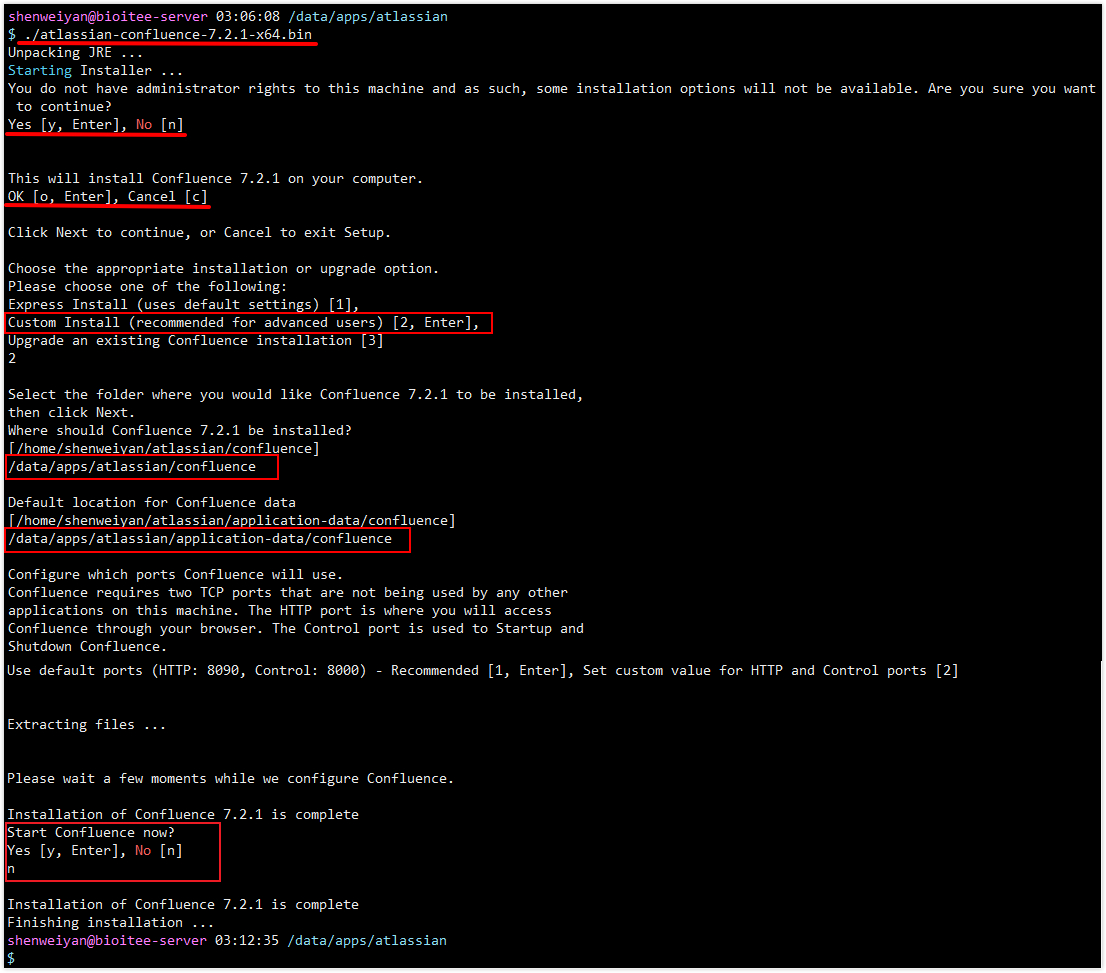 shenweiyan@bioitee-server 03:06:08 /data/apps/atlassian
$ ./atlassian-confluence-7.2.1-x64.bin
Unpacking JRE ...
Starting Installer ...
You do not have administrator rights to this machine and as such, some installation options will not be available. Are you sure you want
to continue?
Yes [y, Enter], No [n]
This will install Confluence 7.2.1 on your computer.
OK [o, Enter], Cancel [c]
Click Next to continue, or Cancel to exit Setup.
Choose the appropriate installation or upgrade option.
Please choose one of the following:
Express Install (uses default settings) [1],
Custom Install (recommended for advanced users) [2, Enter],
Upgrade an existing Confluence installation [3]
2
Select the folder where you would like Confluence 7.2.1 to be installed,
then click Next.
Where should Confluence 7.2.1 be installed?
[/home/shenweiyan/atlassian/confluence]
/data/apps/atlassian/confluence
Default location for Confluence data
[/home/shenweiyan/atlassian/application-data/confluence]
/data/apps/atlassian/application-data/confluence
Configure which ports Confluence will use.
Confluence requires two TCP ports that are not being used by any other
applications on this machine. The HTTP port is where you will access
Confluence through your browser. The Control port is used to Startup and
Shutdown Confluence.
Use default ports (HTTP: 8090, Control: 8000) - Recommended [1, Enter], Set custom value for HTTP and Control ports [2]
Extracting files ...
Please wait a few moments while we configure Confluence.
Installation of Confluence 7.2.1 is complete
Start Confluence now?
Yes [y, Enter], No [n]
n
Installation of Confluence 7.2.1 is complete
Finishing installation ...
shenweiyan@bioitee-server 03:12:35 /data/apps/atlassian
$